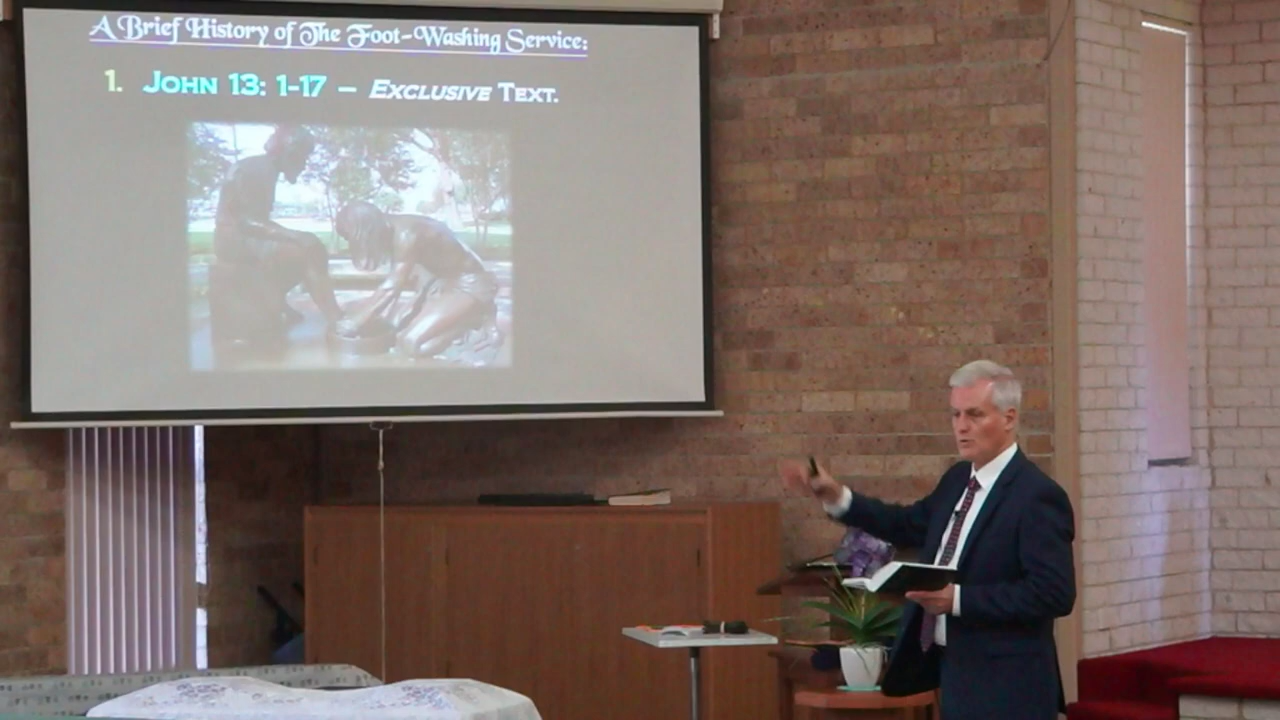 A Brief History of The Foot-Washing Service:
1. John 13: 1-17 – Exclusive Text.